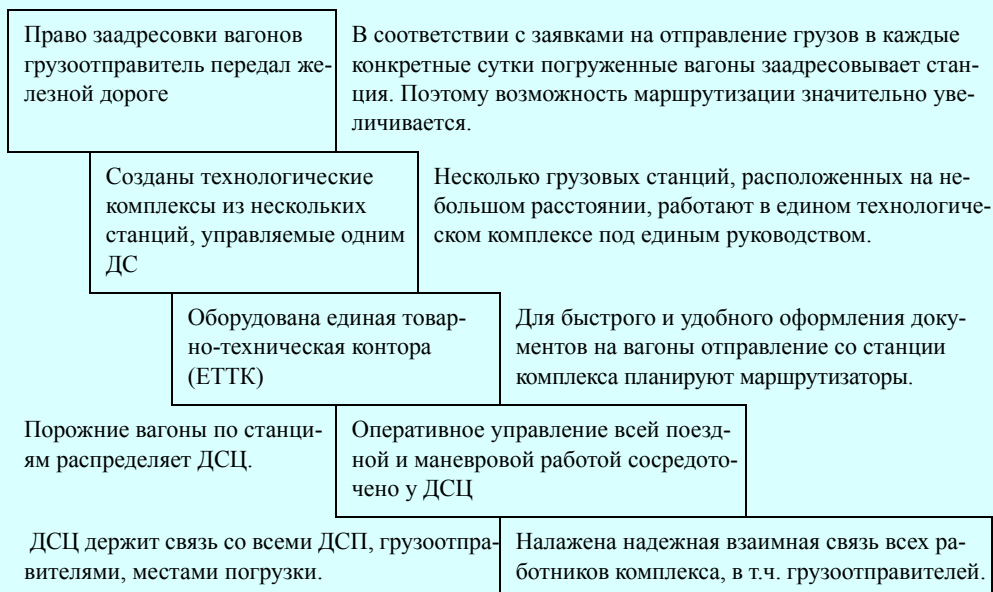 Право заадресовки вагонов
грузоотправитель передал же-
лезной дороге
В соответствии с заявками на отправление грузов в каждые
конкретные сутки погруженные вагоны заадресовывает стан-
ция. Поэтому возможность маршрутизации значительно уве-
личивается.
Созданы технологические
комплексы из нескольких
станций, управляемые одним
ДС
Несколько грузовых станций, расположенных на не-
большом расстоянии, работают в едином технологиче-
ском комплексе под единым руководством.
Оборудована единая товар-
но-техническая контора
(ЕТТК)
Для быстрого и удобного оформления доку-
ментов на вагоны отправление со станции
комплекса планируют маршрутизаторы.
Порожние вагоны по станци-
ям распределяет ДСЦ.
Оперативное управление всей поезд-
ной и маневровой работой сосредото-
чено у ДСЦ
ДСЦ держит связь со всеми ДСП, грузоотпра-
вителями, местами погрузки.
Налажена надежная взаимная связь всех ра-
ботников комплекса, в т.ч. грузоотправителей.